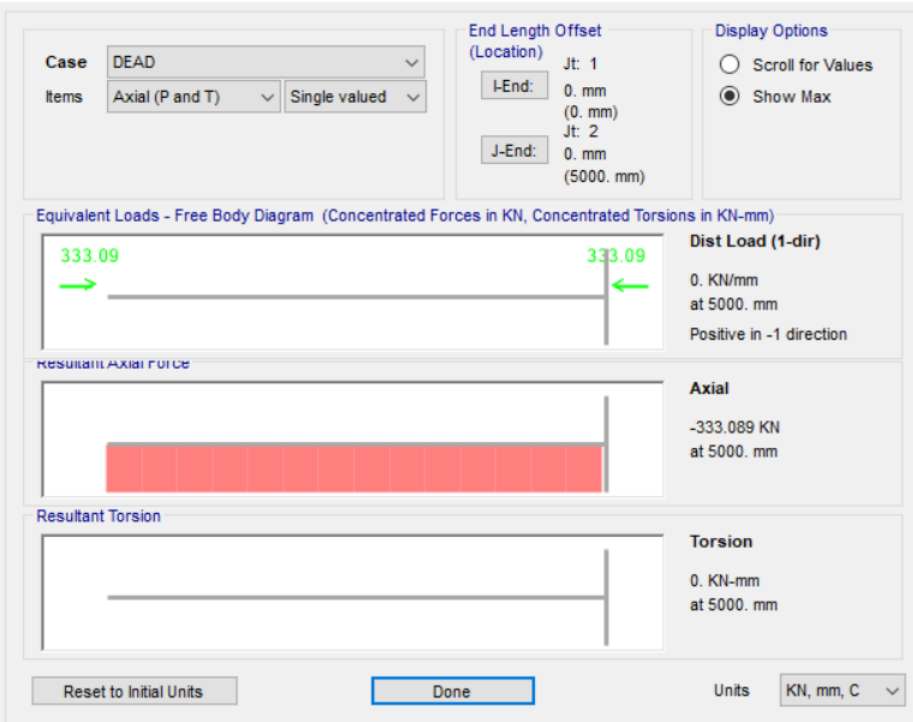 Case DEAD
Items Axial (P and T) Single valued
End Length Offset
(Location)
I-End:
Jt: 1
0. mm
(0. mm)
J-End:
Jt: 2
0. mm
(5000. mm)
Display Options
Scroll for Values
Show Max
Equivalent Loads - Free Body Diagram (Concentrated Forces in KN, Concentrated Torsions in KN-mm)
333.09 333.09
Dist Load (1-dir)
0. KN/mm
at 5000. mm
Positive in -1 direction
Resultant Axial Force
Axial
-333.089 KN
at 5000. mm
Resultant Torsion
Torsion
0. KN-mm
at 5000. mm
Reset to Initial Units Done Units KN, mm, C